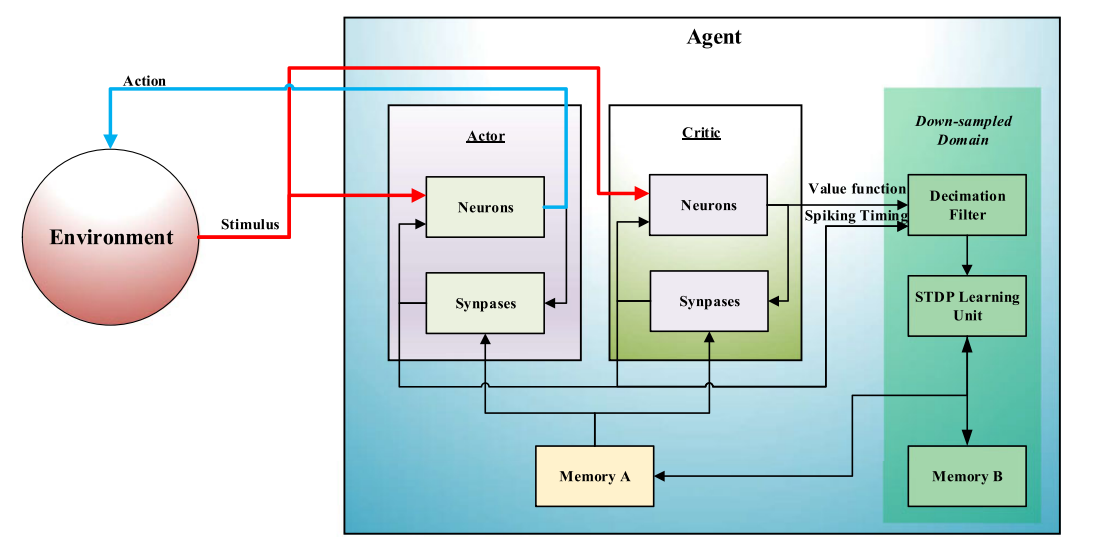 Agent
Action
Actor
Critic
Down-sampled
Domain
Neurons
Neurons
Value function
Spiking Timing
Decimation
Filter
Stimulus
Environment
Synpases
Synpases
STDP Learning
Unit
Memory A
Memory B